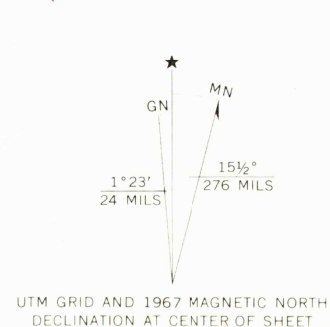 ★
GN
MN
1°23′
24 MILS
15½°
276 MILS
UTM GRID AND 1967 MAGNETIC NORTH
DECLINATION AT CENTER OF SHEET